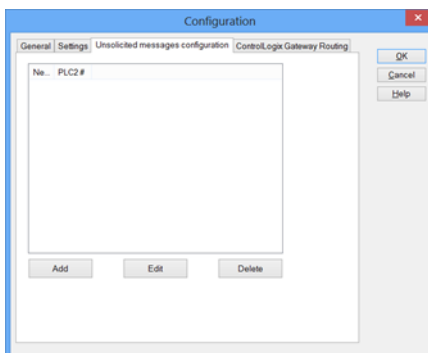 Configuration
General Settings Unsolicited messages configuration ControlLogix Gateway Routing
Ne... PLC2 #
OK
Cancel
Help
Add Edit Delete